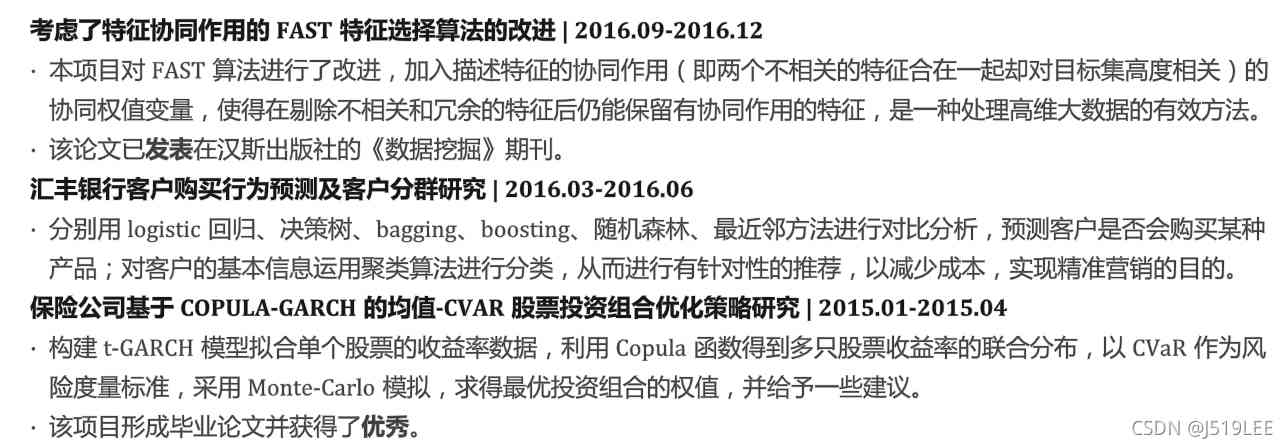 考虑了特征协同作用的 FAST 特征选择算法的改进 | 2016.09-2016.12
· 本项目对 FAST 算法进行了改进，加入描述特征的协同作用（即两个不相关的特征合在一起却对目标集高度相关）的
协同权值变量，使得在剔除不相关和冗余的特征后仍能保留有协同作用的特征，是一种处理高维大数据的有效方法。
· 该论文已发表在汉斯出版社的《数据挖掘》期刊。
汇丰银行客户购买行为预测及客户分群研究 | 2016.03-2016.06
· 分别用 logistic 回归、决策树、bagging、boosting、随机森林、最近邻方法进行对比分析，预测客户是否会购买某种
产品；对客户的基本信息运用聚类算法进行分类，从而进行有针对性的推荐，以减少成本，实现精准营销的目的。
保险公司基于 COPULA-GARCH 的均值-CVAR 股票投资组合优化策略研究 | 2015.01-2015.04
· 构建 t-GARCH 模型拟合单个股票的收益率数据，利用 Copula 函数得到多只股票收益率的联合分布，以 CVaR 作为风
险度量标准，采用 Monte-Carlo 模拟，求得最优投资组合的权值，并给予一些建议。
· 该项目形成毕业论文并获得了优秀。
CSDN @J519LEE